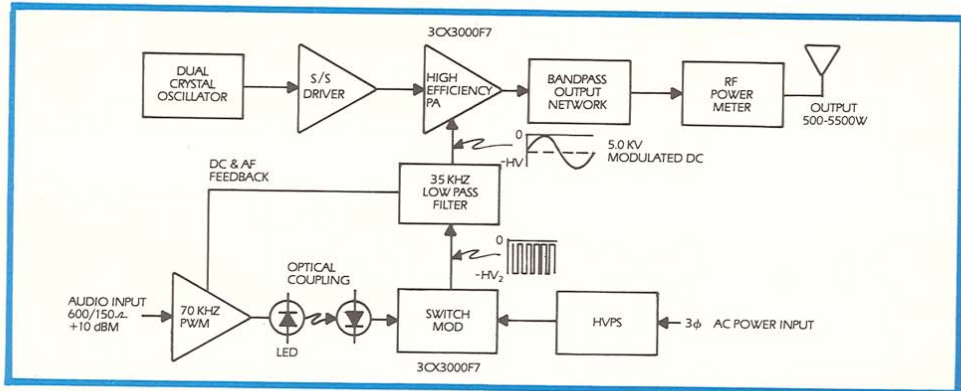 3CX3000F7
DUAL
CRYSTAL
OSCILLATOR
S/S
DRIVER
HIGH
EFFICIENCY
PA
BANDPASS
OUTPUT
NETWORK
RF
POWER
METER
OUTPUT
500-5500W
0
-HV
5.0 KV
MODULATED DC
DC & AF
FEEDBACK
35 KHZ
LOW PASS
FILTER
0
-HV₂
OPTICAL
COUPLING
AUDIO INPUT
600/150Ω
+10 dBM
70 KHZ
PWM
LED
SWITCH
MOD
3CX3000F7
HVPS
3ϕ AC POWER INPUT